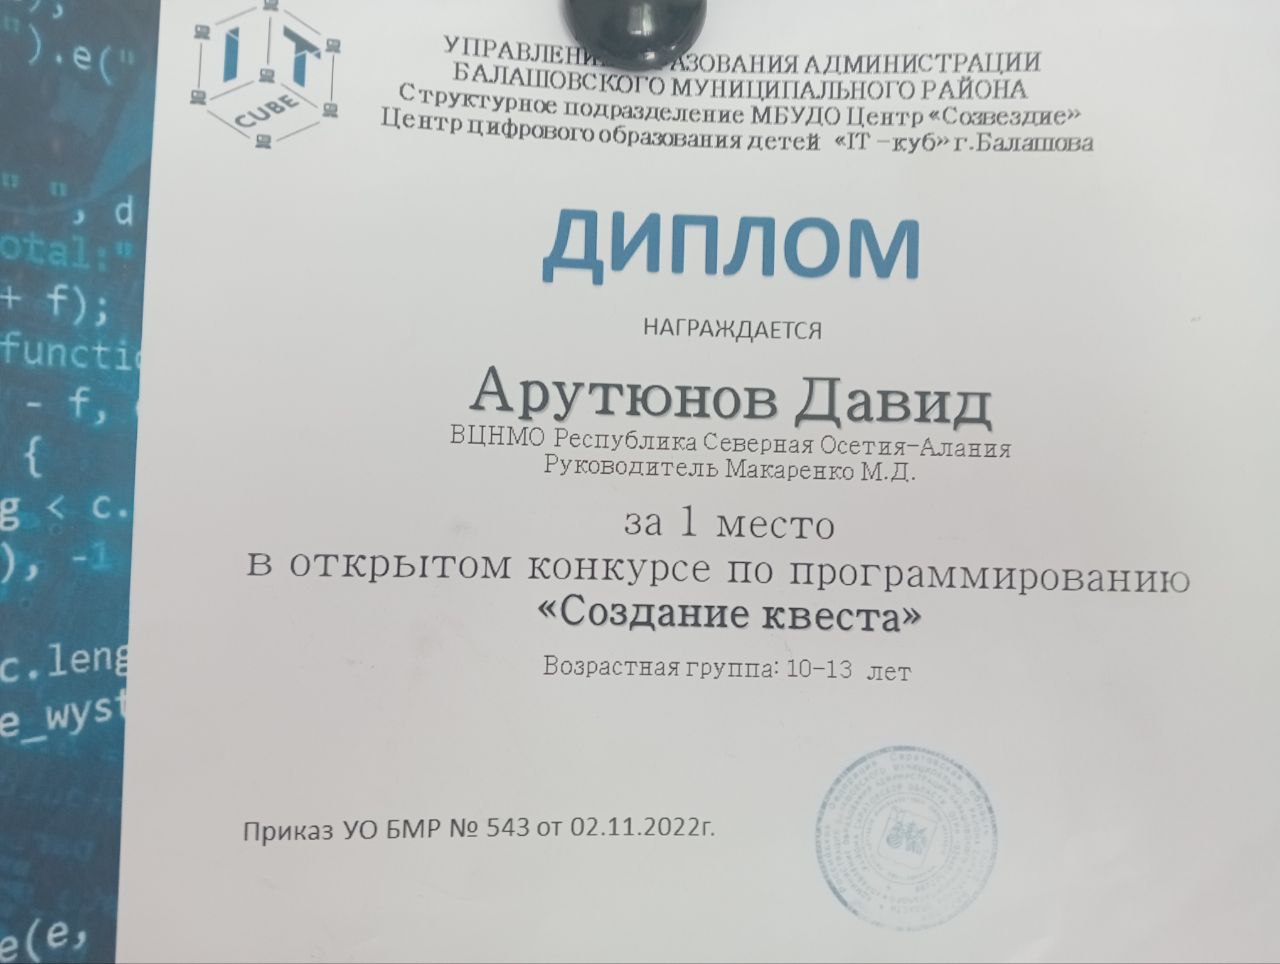 ").e("
", d
otal:"
+ f);
functio
- f,
{
g < c.
), -1
c.leng
e_wyst
e(e,
IT
CUBE
УПРАВЛЕНИ АЗОВАНИЯ АДМИНИСТРАЦИИ
БАЛАШОВСКОГО МУНИЦИПАЛЬНОГО РАЙОНА
Структурное подразделение МБУДО Центр «Созвездие»
Центр цифрового образования детей «IT –куб» г.Балашова
ДИПЛОМ
НАГРАЖДАЕТСЯ
Арутюнов Давид
ВЦНМО Республика Северная Осетия-Алания
Руководитель Макаренко М.Д.
за 1 место
в открытом конкурсе по программированию
«Создание квеста»
Возрастная группа: 10-13 лет
Приказ УО БМР № 543 от 02.11.2022г.